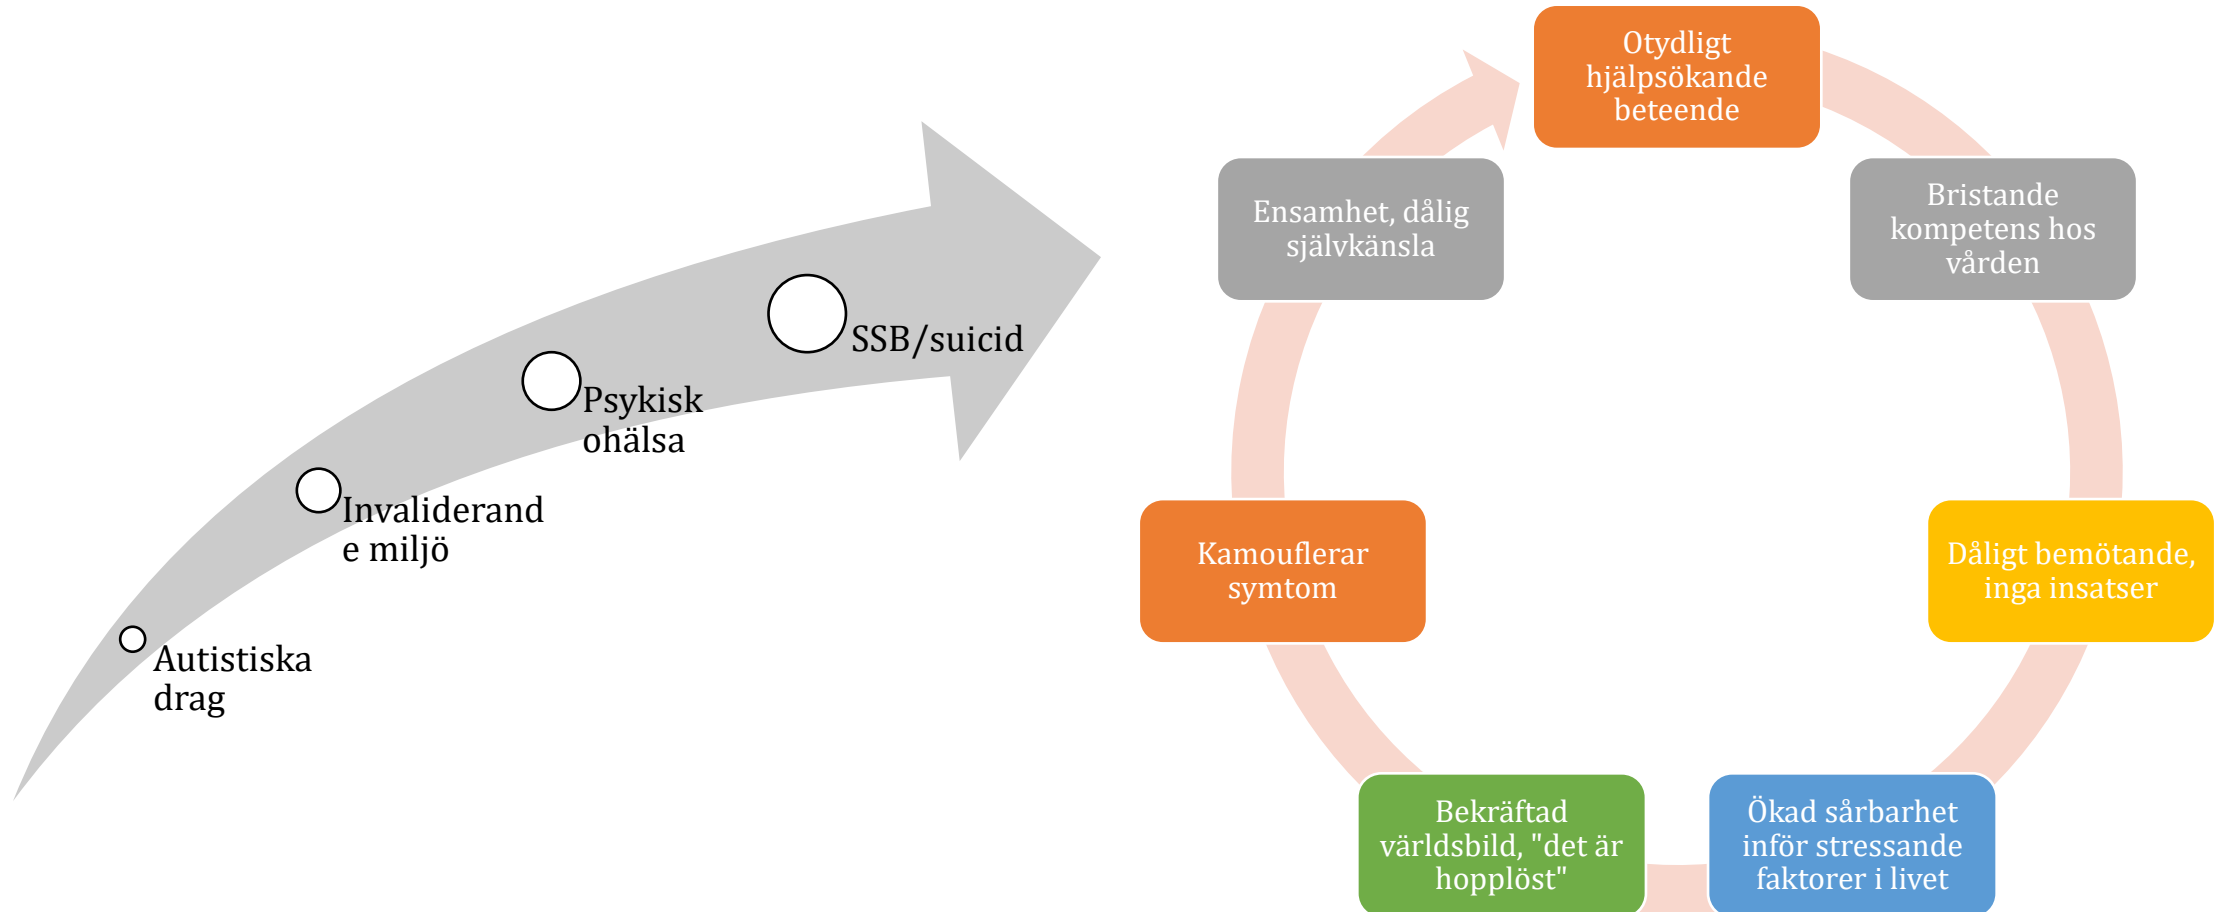 Autistiska
drag
Invaliderand
e miljö
Psykisk
ohälsa
SSB/suicid
Otydligt
hjälpsökande
beteende
Bristande
kompetens hos
vården
Dåligt bemötande,
inga insatser
Ökad sårbarhet
inför stressande
faktorer i livet
Bekräftad
världsbild, "det är
hopplöst"
Kamouflerar
symtom
Ensamhet, dålig
självkänsla